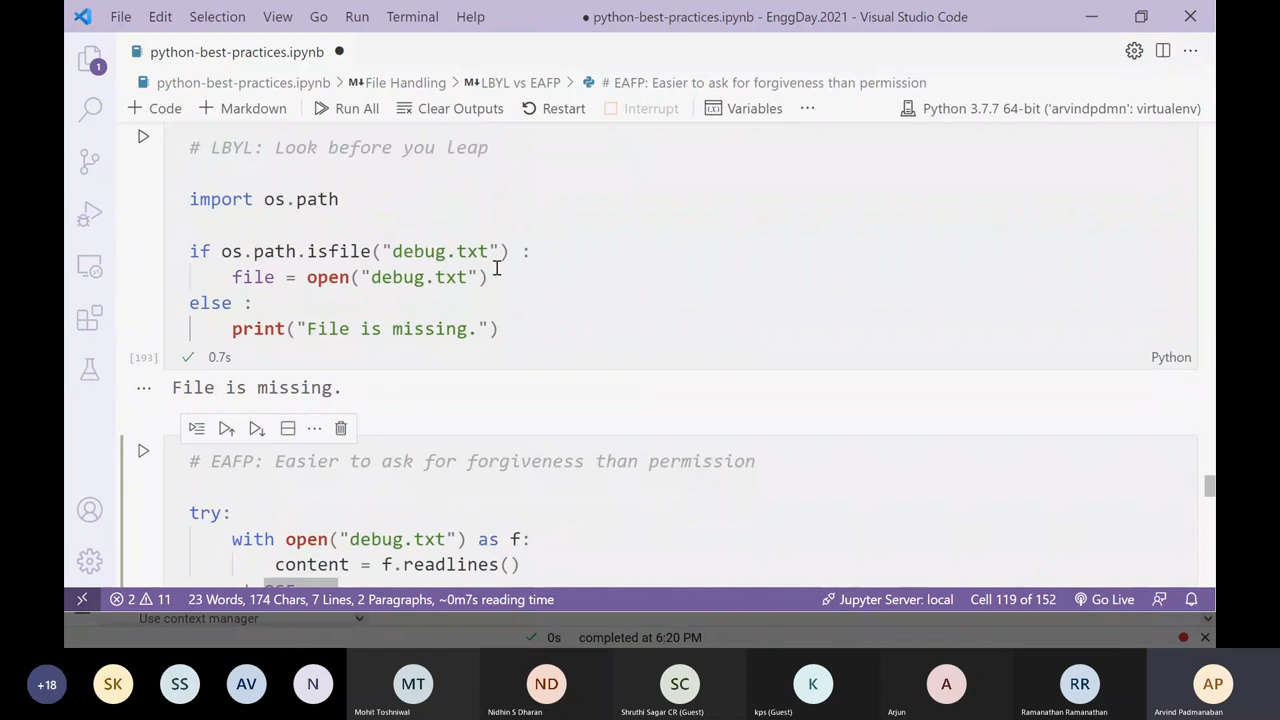 File Edit Selection View Go Run Terminal Help ● python-best-practices.ipynb - EnggDay.2021 - Visual Studio Code
python-best-practices.ipynb ●
python-best-practices.ipynb > M↓File Handling > M↓LBYL vs EAFP > # EAFP: Easier to ask for forgiveness than permission
+ Code + Markdown Run All Clear Outputs Restart Interrupt Variables ... Python 3.7.7 64-bit ('arvindpdmn': virtualenv)
1
# LBYL: Look before you leap
import os.path
if os.path.isfile("debug.txt") :
file = open("debug.txt")
else :
print("File is missing.")
[193] ✓ 0.7s Python
... File is missing.
# EAFP: Easier to ask for forgiveness than permission
try:
with open("debug.txt") as f:
content = f.readlines()
2 11 23 Words, 174 Chars, 7 Lines, 2 Paragraphs, ~0m7s reading time Jupyter Server: local Cell 119 of 152 Go Live
Use context manager
✓ 0s completed at 6:20 PM
+18 SK SS AV N MT ND SC K A RR AP
Mohit Toshniwal Nidhin S Dharan Shruthi Sagar CR (Guest) kps (Guest) Arjun Ramanathan Ramanathan Arvind Padmanaban